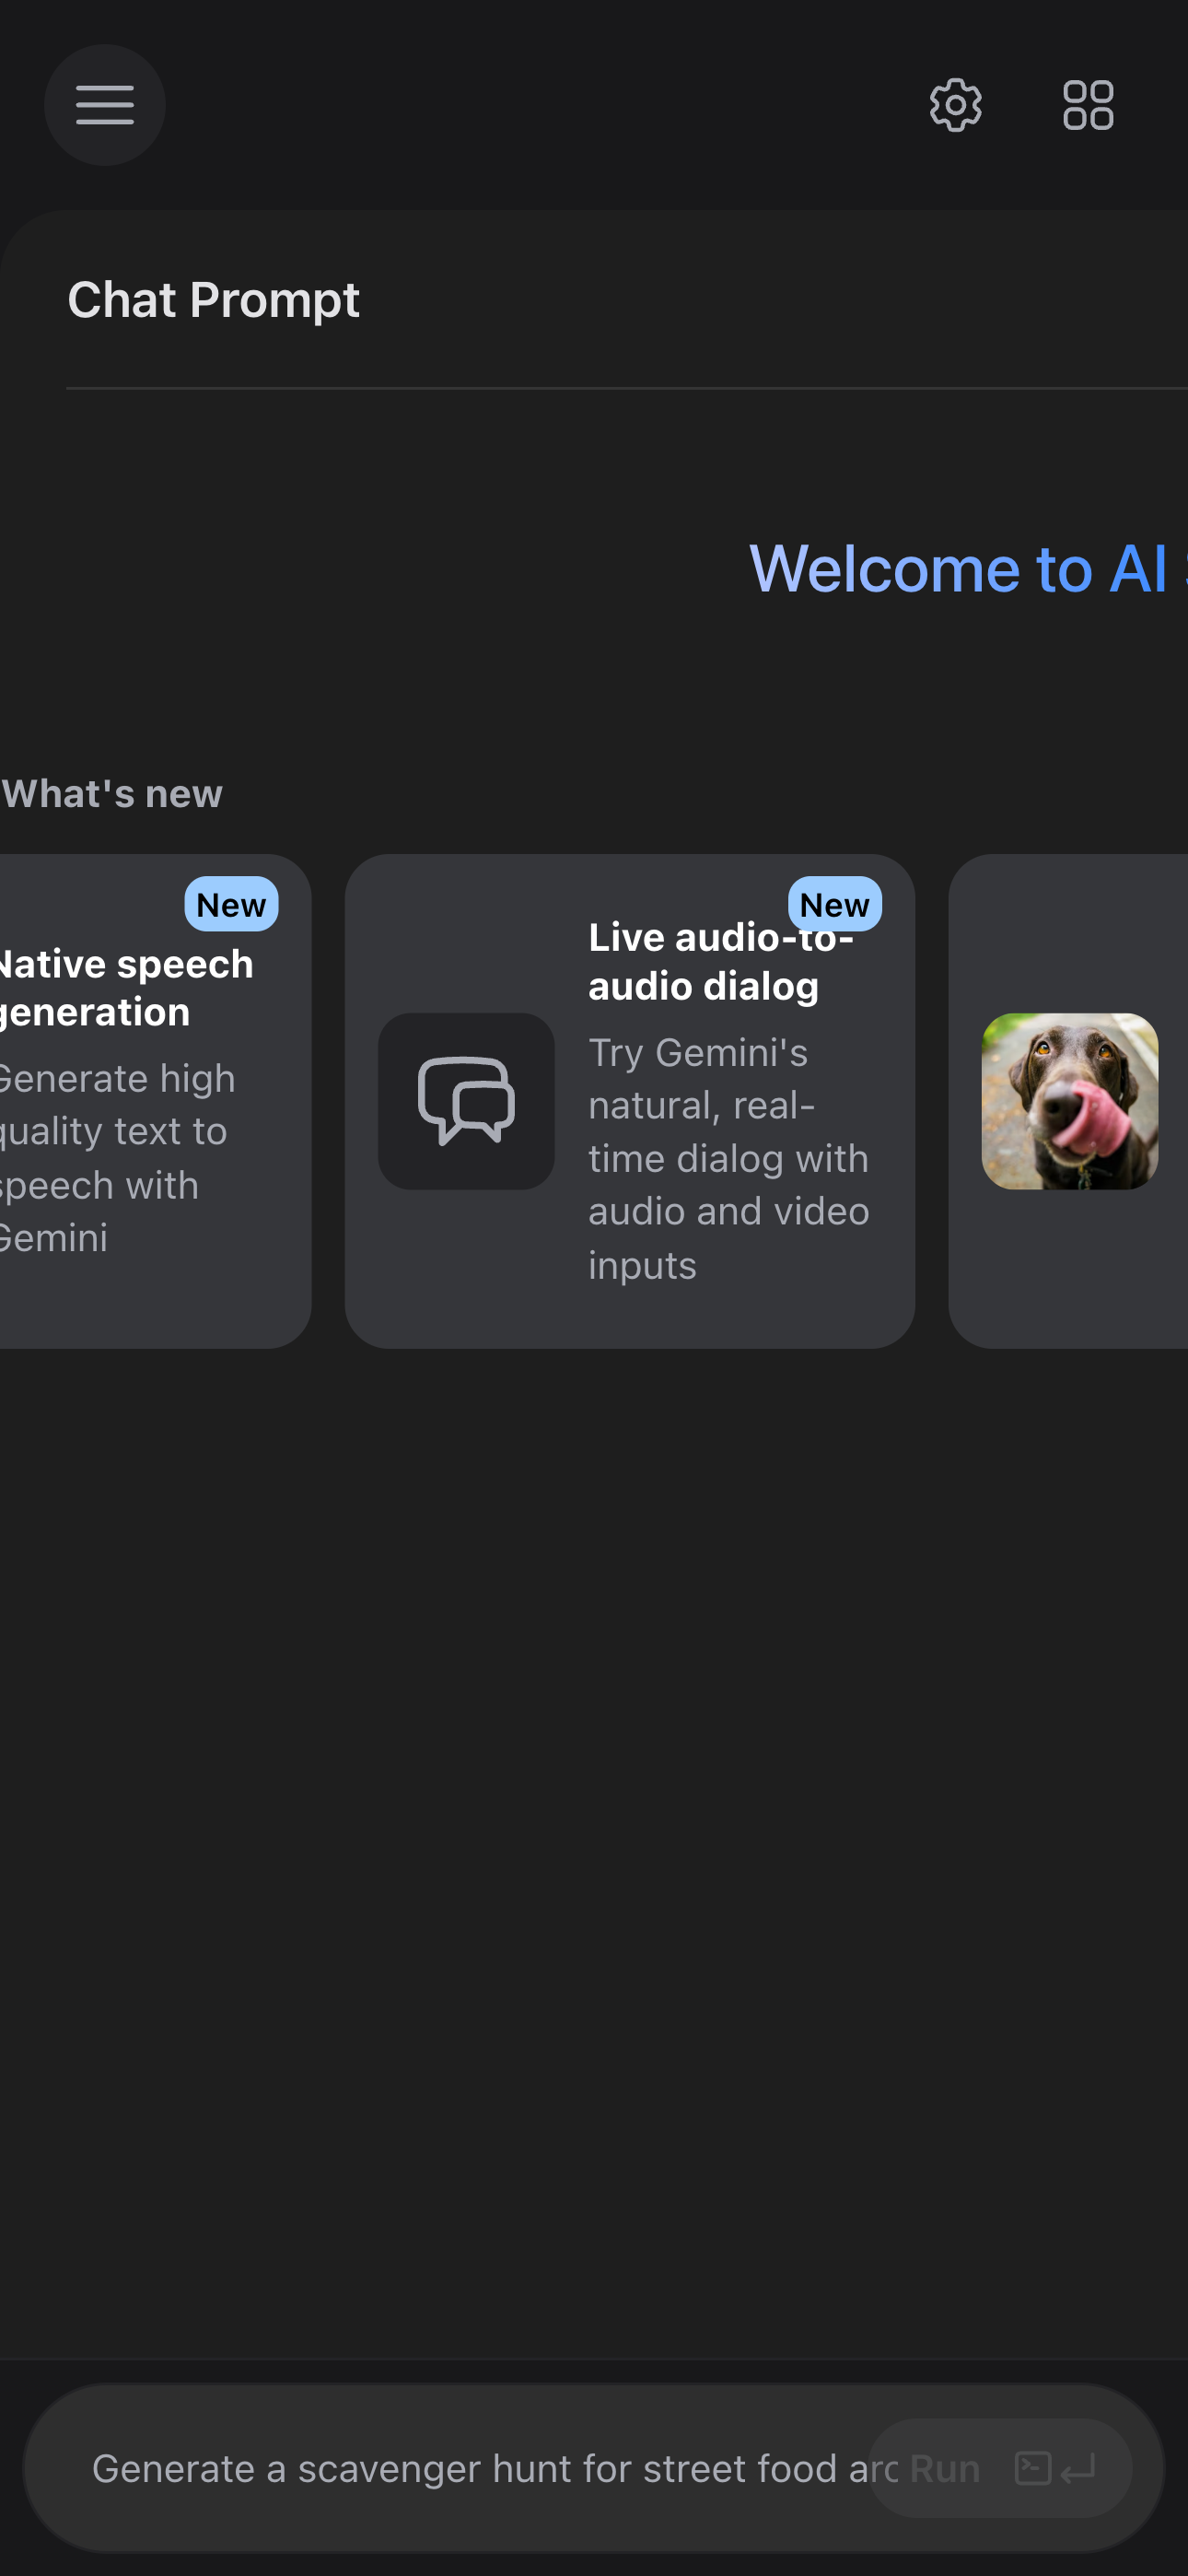 Chat Prompt
Welcome to AI
What's new
New
Native speech
generation
Generate high
quality text to
speech with
Gemini
New
Live audio-to-
audio dialog
Try Gemini's
natural, real-
time dialog with
audio and video
inputs
Generate a scavenger hunt for street food arc Run